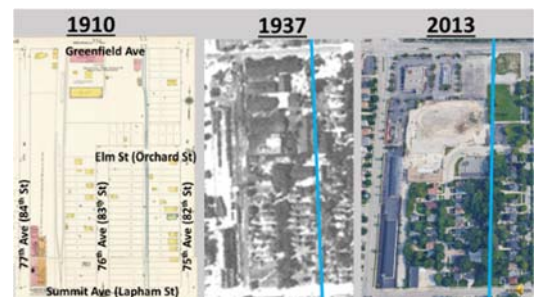 1910
1937
2013
Greenfield Ave
Elm St (Orchard St)
77th Ave (84th St)
76th Ave (83rd St)
75th Ave (82nd St)
Summit Ave (Lapham St)